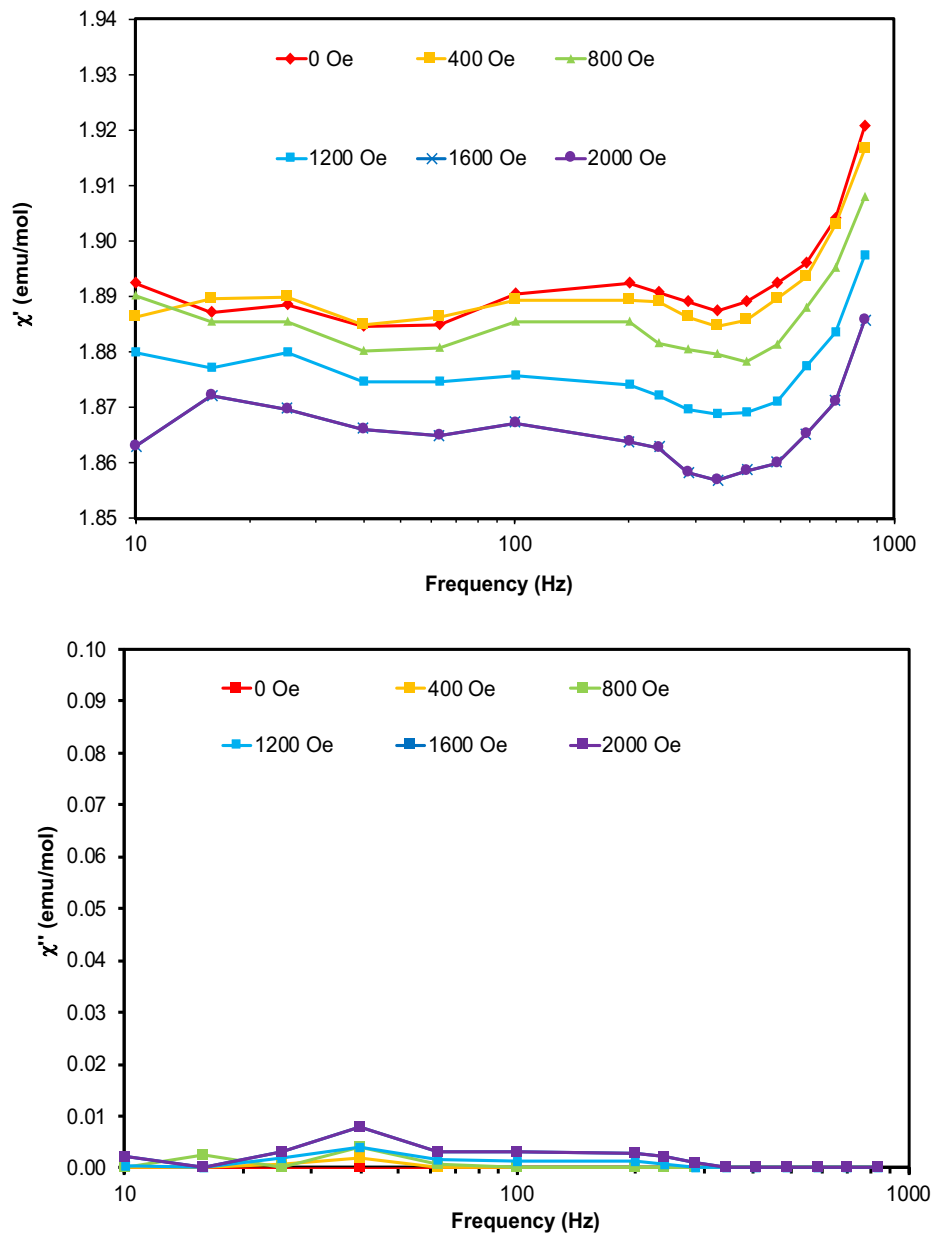 1.94
0 Oe 400 Oe 800 Oe
1.93
1.92
1200 Oe 1600 Oe 2000 Oe
1.91
1.90
1.89
1.88
1.87
1.86
1.85
χ' (emu/mol)
10 100 1000
Frequency (Hz)
0.10
0 Oe 400 Oe 800 Oe
0.09
1200 Oe 1600 Oe 2000 Oe
0.08
0.07
0.06
0.05
0.04
0.03
0.02
0.01
0.00
χ'' (emu/mol)
10 100 1000
Frequency (Hz)